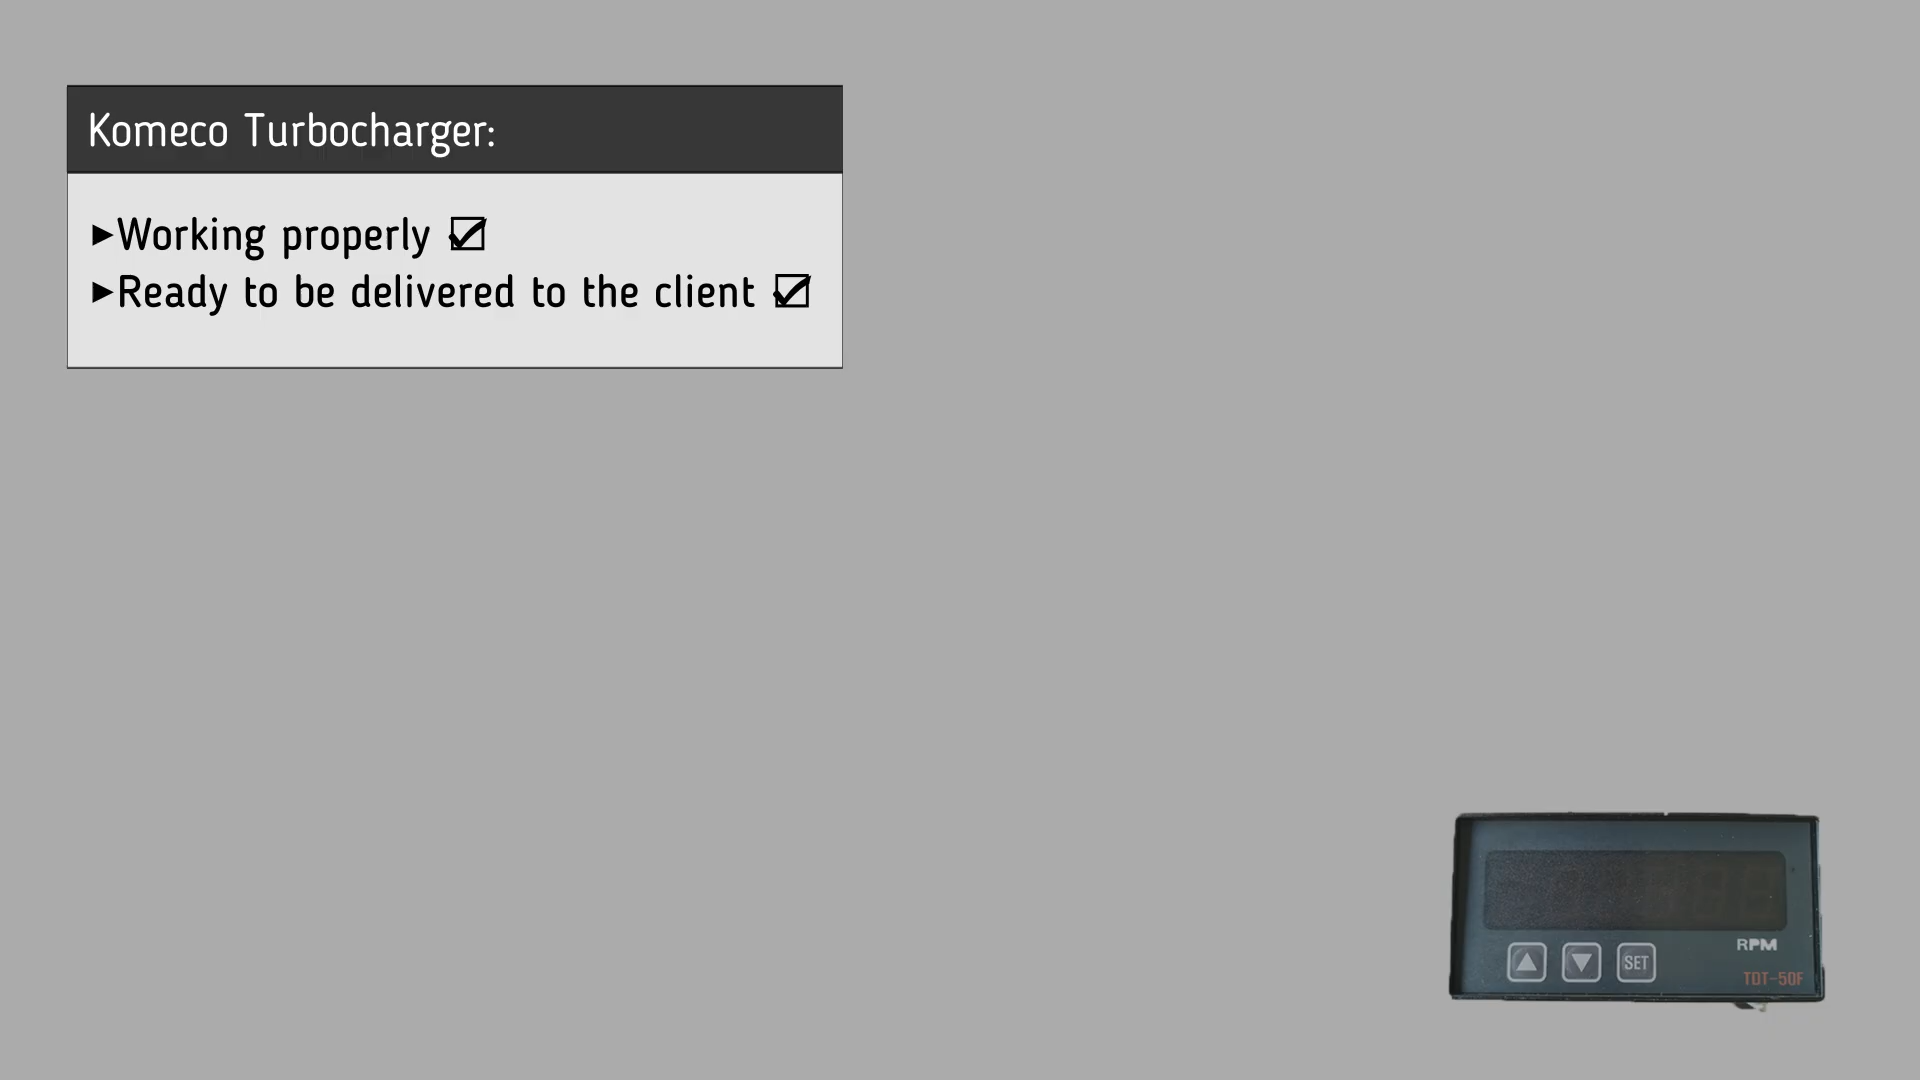 Komeco Turbocharger:
►Working properly ☑
►Ready to be delivered to the client ☑
RPM
SET
TDT-50F